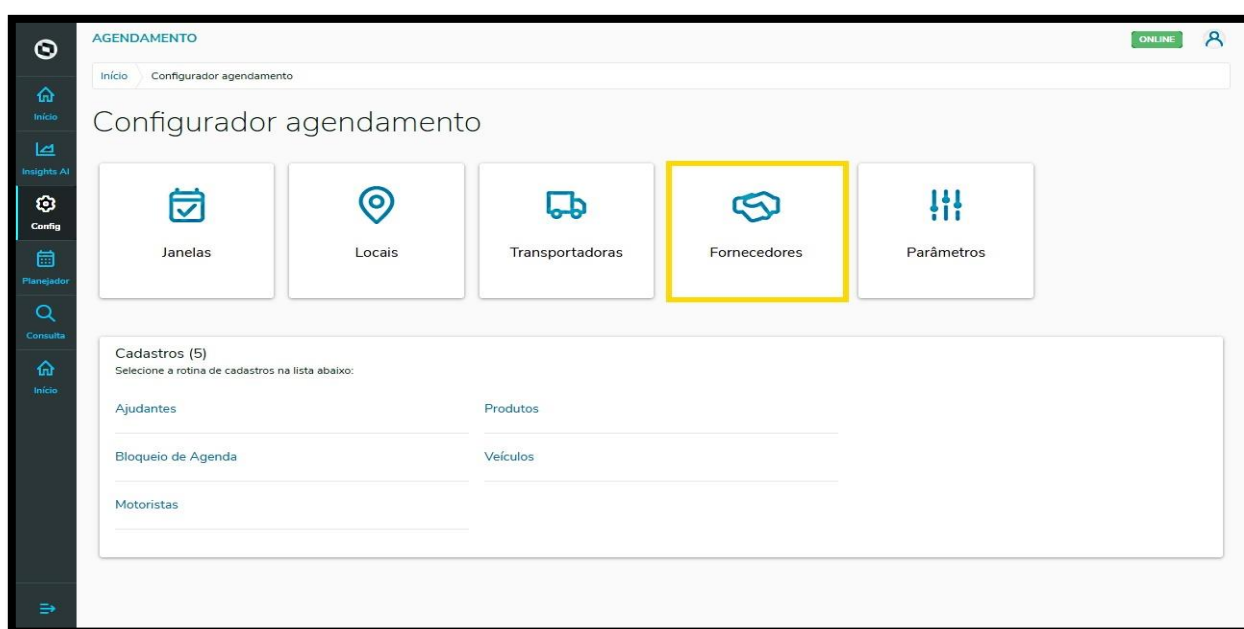 AGENDAMENTO
ONLINE
Início
Configurador agendamento
Configurador agendamento
Início
Insights AI
Config
Planejador
Consulta
Início
Janelas
Locais
Transportadoras
Fornecedores
Parâmetros
Cadastros (5)
Selecione a rotina de cadastros na lista abaixo:
Ajudantes
Produtos
Bloqueio de Agenda
Veículos
Motoristas